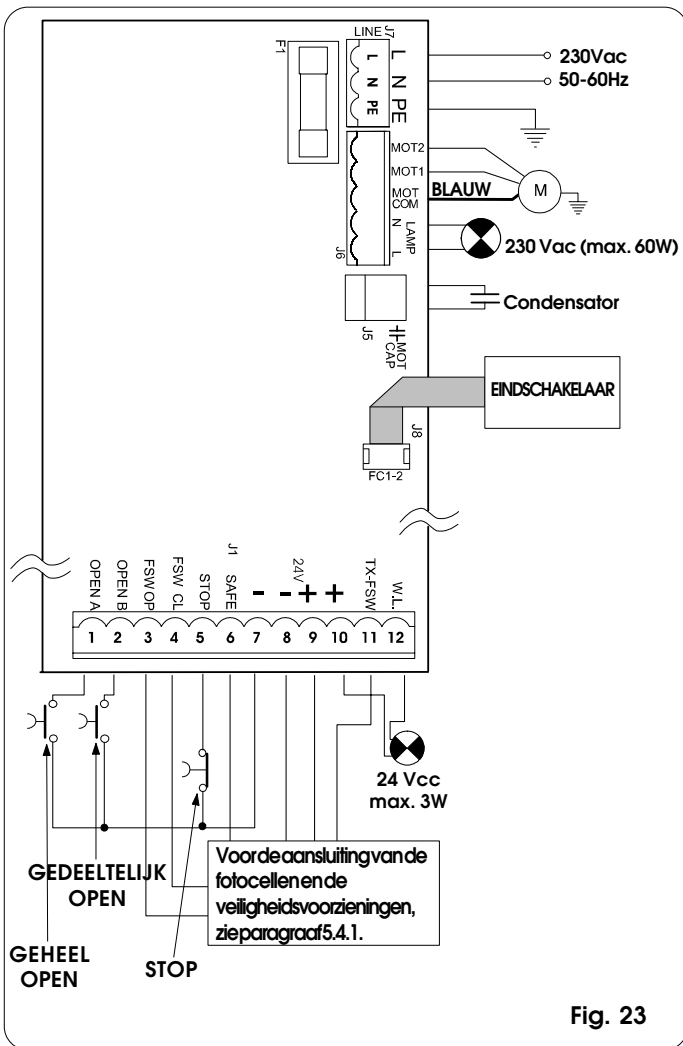 LINE J7
F1
L L
N N
PE PE
230Vac
50-60Hz
MOT2
MOT1
MOT COM
BLAUW
M
N LAMP L
J6
230 Vac (max. 60W)
J5
MOT CAP
Condensator
EINDSCHAKELAAR
J8
FC1-2
OPEN A
OPEN B
FSW OP
FSW CL
STOP
J1
SAFE
-
-
24V
+
+
TX-FSW
W.L.
1 2 3 4 5 6 7 8 9 10 11 12
24 Vcc
max. 3W
GEDEELTELIJK
OPEN
GEHEEL
OPEN
STOP
Voordeaansluitingvande
fotocellenende
veiligheidsvoorzieningen,
zieparagraaf5.4.1.
Fig. 23